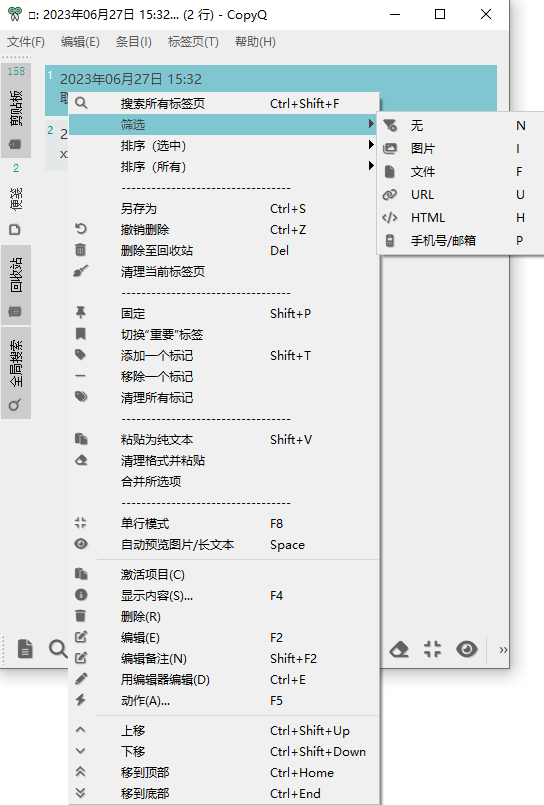 □: 2023年06月27日 15:32... (2 行) - CopyQ
文件(F) 编辑(E) 条目(I) 标签页(T) 帮助(H)
158
剪贴板
2
便笺
回收站
全局搜索
1 2023年06月27日 15:32
2
搜索所有标签页 Ctrl+Shift+F
筛选
排序（选中）
排序（所有）
--------------------------------
另存为 Ctrl+S
撤销删除 Ctrl+Z
删除至回收站 Del
清理当前标签页
--------------------------------
固定 Shift+P
切换“重要”标签
添加一个标记 Shift+T
移除一个标记
清理所有标记
--------------------------------
粘贴为纯文本 Shift+V
清理格式并粘贴
合并所选项
--------------------------------
单行模式 F8
自动预览图片/长文本 Space
激活项目(C)
显示内容(S)... F4
删除(R)
编辑(E) F2
编辑备注(N) Shift+F2
用编辑器编辑(D) Ctrl+E
动作(A)... F5
上移 Ctrl+Shift+Up
下移 Ctrl+Shift+Down
移到顶部 Ctrl+Home
移到底部 Ctrl+End
无 N
图片 I
文件 F
URL U
HTML H
手机号/邮箱 P